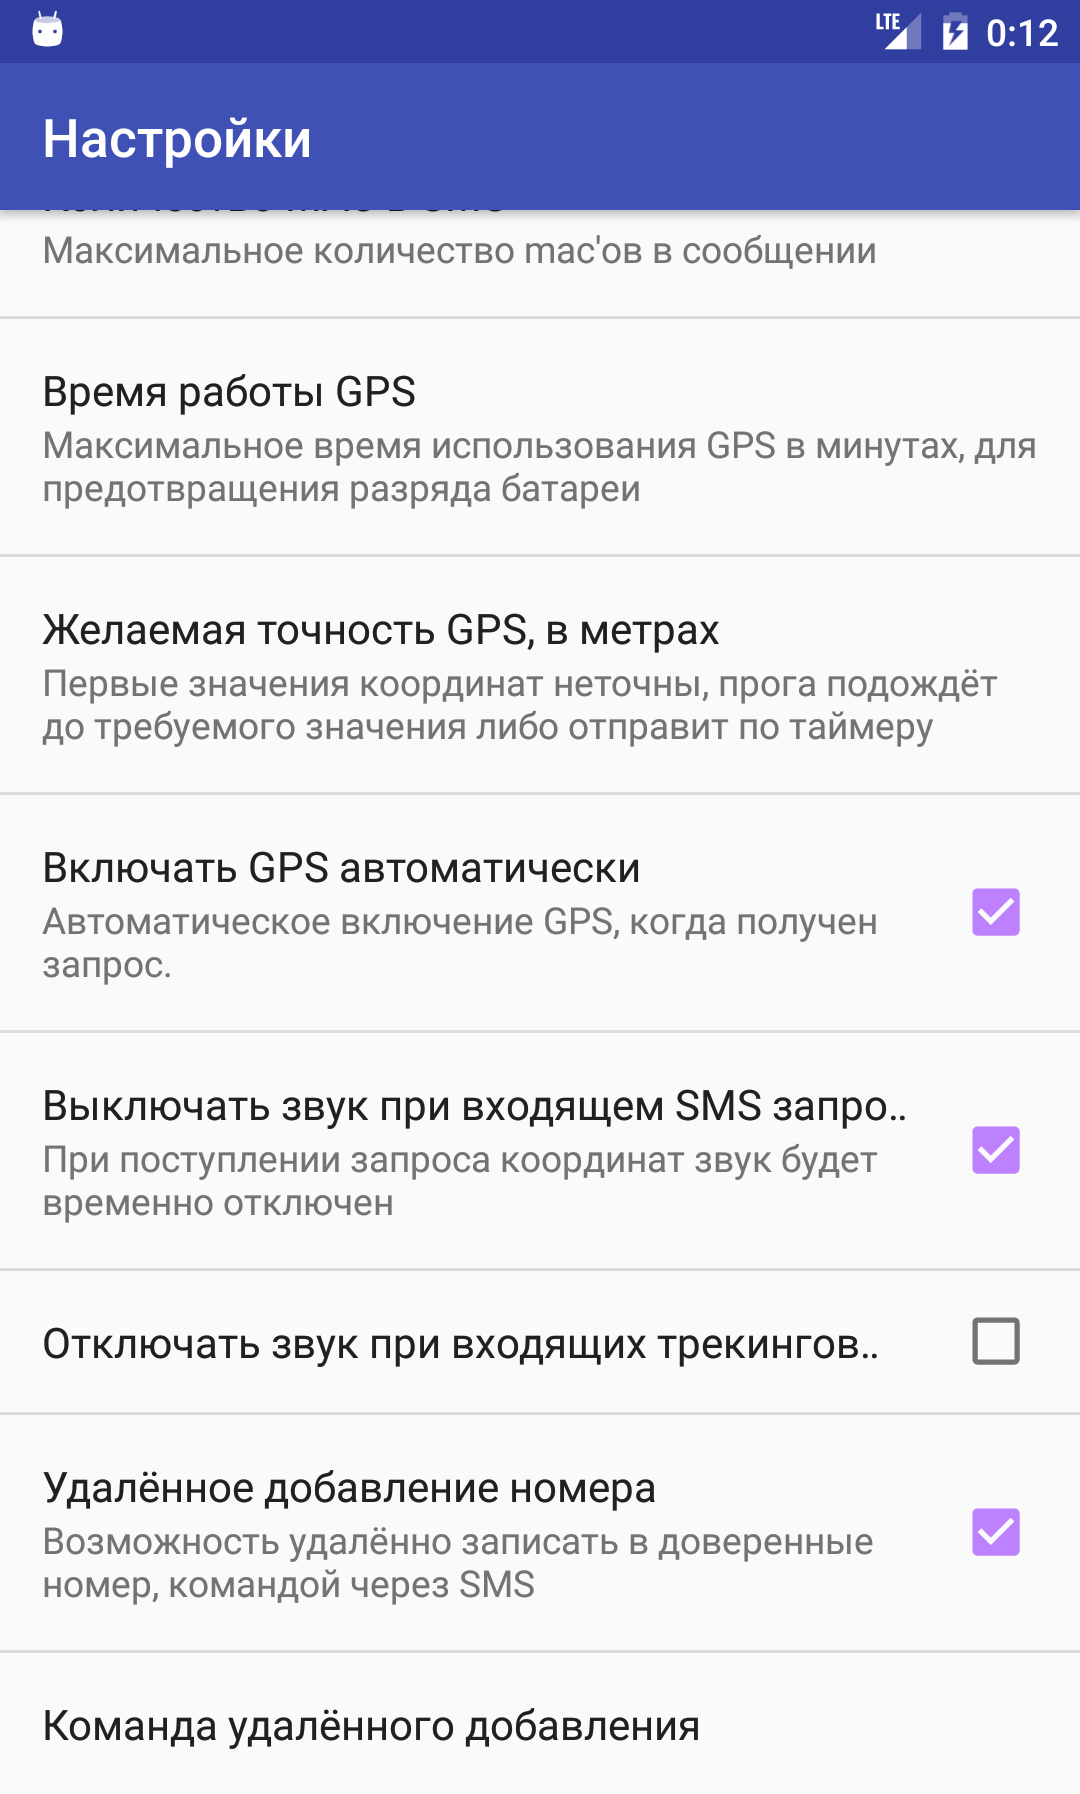 LTE 0:12
Настройки
Максимальное количество mac'ов в сообщении
Время работы GPS
Максимальное время использования GPS в минутах, для
предотвращения разряда батареи
Желаемая точность GPS, в метрах
Первые значения координат неточны, прога подождёт
до требуемого значения либо отправит по таймеру
Включать GPS автоматически
Автоматическое включение GPS, когда получен
запрос.
Выключать звук при входящем SMS запро..
При поступлении запроса координат звук будет
временно отключен
Отключать звук при входящих трекингов..
Удалённое добавление номера
Возможность удалённо записать в доверенные
номер, командой через SMS
Команда удалённого добавления